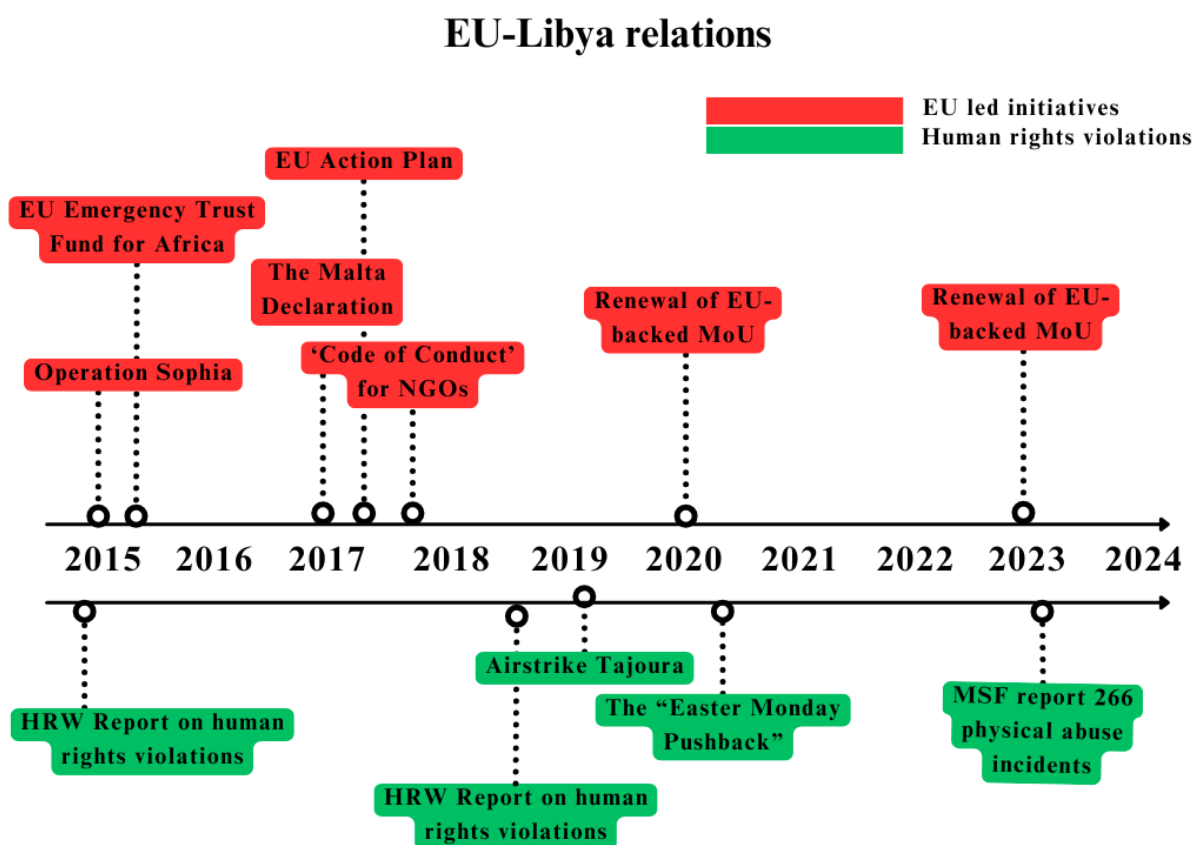 EU-Libya relations
EU led initiatives
Human rights violations
EU Action Plan
EU Emergency Trust
Fund for Africa
The Malta
Declaration
Renewal of EU-
backed MoU
Renewal of EU-
backed MoU
‘Code of Conduct’
for NGOs
Operation Sophia
2015 2016 2017 2018 2019 2020 2021 2022 2023 2024
Airstrike Tajoura
HRW Report on human
rights violations
The “Easter Monday
Pushback”
MSF report 266
physical abuse
incidents
HRW Report on human
rights violations